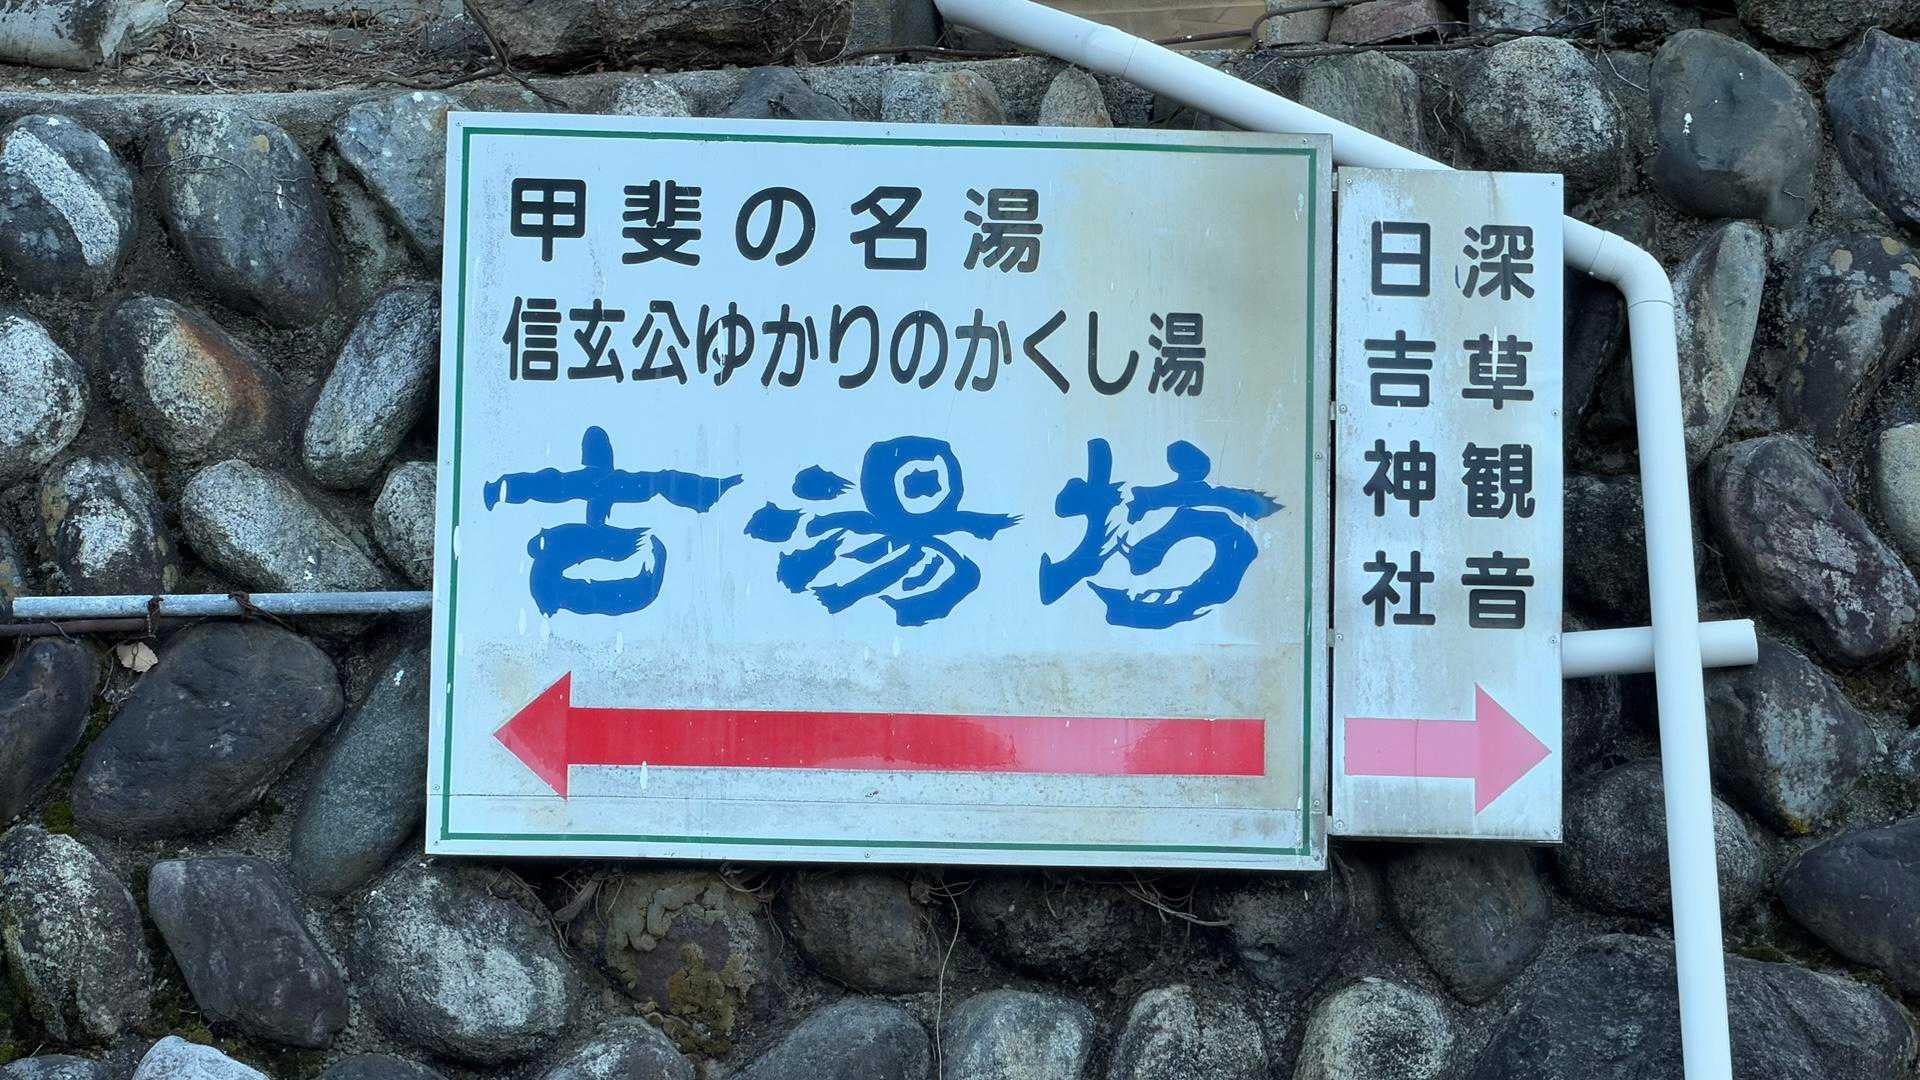 甲斐の名湯
信玄公ゆかりのかくし湯
古湯坊
深草観音
日吉神社